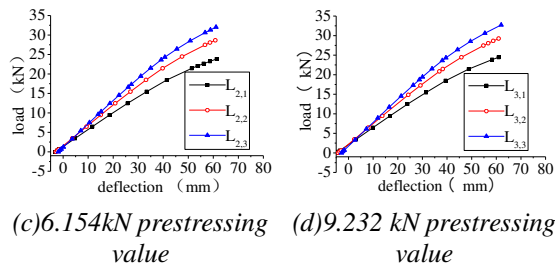 35
30
25
20
15
10
5
0
-5
load (kN)
L2,1
L2,2
L2,3
0 10 20 30 40 50 60 70 80
deflection (mm)
(c)6.154kN prestressing
value
35
30
25
20
15
10
5
0
-5
load ( kN)
L3,1
L3,2
L3,3
0 10 20 30 40 50 60 70 80
deflection ( mm)
(d)9.232 kN prestressing
value